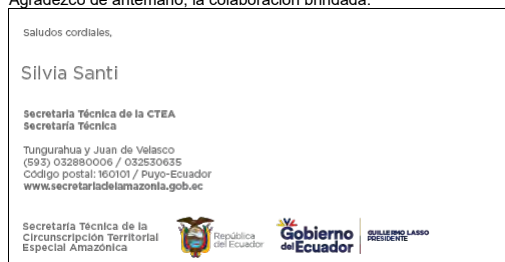 Agradezco de antemano, la colaboración brindada.
Saludos cordiales,
Silvia Santi
Secretaria Técnica de la CTEA
Secretaría Técnica
Tungurahua y Juan de Velasco
(593) 032880006 / 032530635
Código postal: 160101 / Puyo-Ecuador
www.secretariadelamazonia.gob.ec
Secretaría Técnica de la
Circunscripción Territorial
Especial Amazónica
República
del Ecuador
Gobierno
del Ecuador
GUILLERMO LASSO
PRESIDENTE